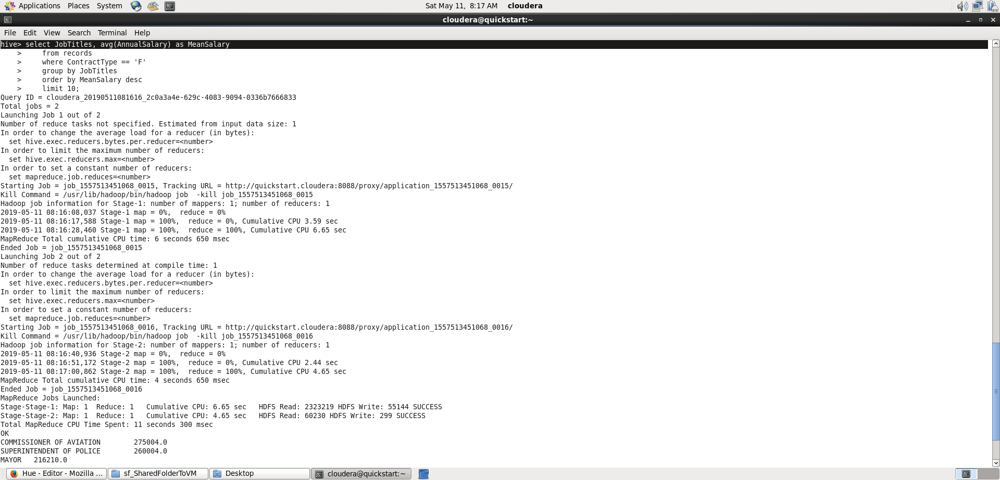 Applications Places System Sat May 11, 8:17 AM cloudera
cloudera@quickstart:~
File Edit View Search Terminal Help
hive> select JobTitles, avg(AnnualSalary) as MeanSalary
    >     from records
    >     where ContractType == 'F'
    >     group by JobTitles
    >     order by MeanSalary desc
    >     limit 10;
Query ID = cloudera_20190511081616_2c0a3a4e-629c-4083-9094-0336b7666833
Total jobs = 2
Launching Job 1 out of 2
Number of reduce tasks not specified. Estimated from input data size: 1
In order to change the average load for a reducer (in bytes):
  set hive.exec.reducers.bytes.per.reducer=<number>
In order to limit the maximum number of reducers:
  set hive.exec.reducers.max=<number>
In order to set a constant number of reducers:
  set mapreduce.job.reduces=<number>
Starting Job = job_1557513451068_0015, Tracking URL = http://quickstart.cloudera:8088/proxy/application_1557513451068_0015/
Kill Command = /usr/lib/hadoop/bin/hadoop job  -kill job_1557513451068_0015
Hadoop job information for Stage-1: number of mappers: 1; number of reducers: 1
2019-05-11 08:16:08,037 Stage-1 map = 0%,  reduce = 0%
2019-05-11 08:16:17,588 Stage-1 map = 100%,  reduce = 0%, Cumulative CPU 3.59 sec
2019-05-11 08:16:28,460 Stage-1 map = 100%,  reduce = 100%, Cumulative CPU 6.65 sec
MapReduce Total cumulative CPU time: 6 seconds 650 msec
Ended Job = job_1557513451068_0015
Launching Job 2 out of 2
Number of reduce tasks determined at compile time: 1
In order to change the average load for a reducer (in bytes):
  set hive.exec.reducers.bytes.per.reducer=<number>
In order to limit the maximum number of reducers:
  set hive.exec.reducers.max=<number>
In order to set a constant number of reducers:
  set mapreduce.job.reduces=<number>
Starting Job = job_1557513451068_0016, Tracking URL = http://quickstart.cloudera:8088/proxy/application_1557513451068_0016/
Kill Command = /usr/lib/hadoop/bin/hadoop job  -kill job_1557513451068_0016
Hadoop job information for Stage-2: number of mappers: 1; number of reducers: 1
2019-05-11 08:16:40,936 Stage-2 map = 0%,  reduce = 0%
2019-05-11 08:16:51,172 Stage-2 map = 100%,  reduce = 0%, Cumulative CPU 2.44 sec
2019-05-11 08:17:00,862 Stage-2 map = 100%,  reduce = 100%, Cumulative CPU 4.65 sec
MapReduce Total cumulative CPU time: 4 seconds 650 msec
Ended Job = job_1557513451068_0016
MapReduce Jobs Launched:
Stage-Stage-1: Map: 1  Reduce: 1   Cumulative CPU: 6.65 sec   HDFS Read: 2323219 HDFS Write: 55144 SUCCESS
Stage-Stage-2: Map: 1  Reduce: 1   Cumulative CPU: 4.65 sec   HDFS Read: 60230 HDFS Write: 299 SUCCESS
Total MapReduce CPU Time Spent: 11 seconds 300 msec
OK
COMMISSIONER OF AVIATION        275004.0
SUPERINTENDENT OF POLICE        260004.0
MAYOR   216210.0
Hue - Editor - Mozilla ... sf_SharedFolderToVM Desktop cloudera@quickstart:~